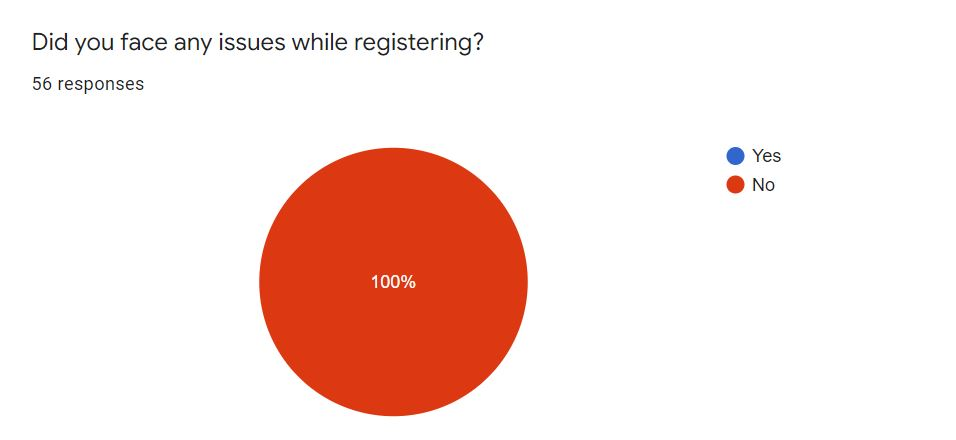 Did you face any issues while registering?
56 responses
Yes
No
100%